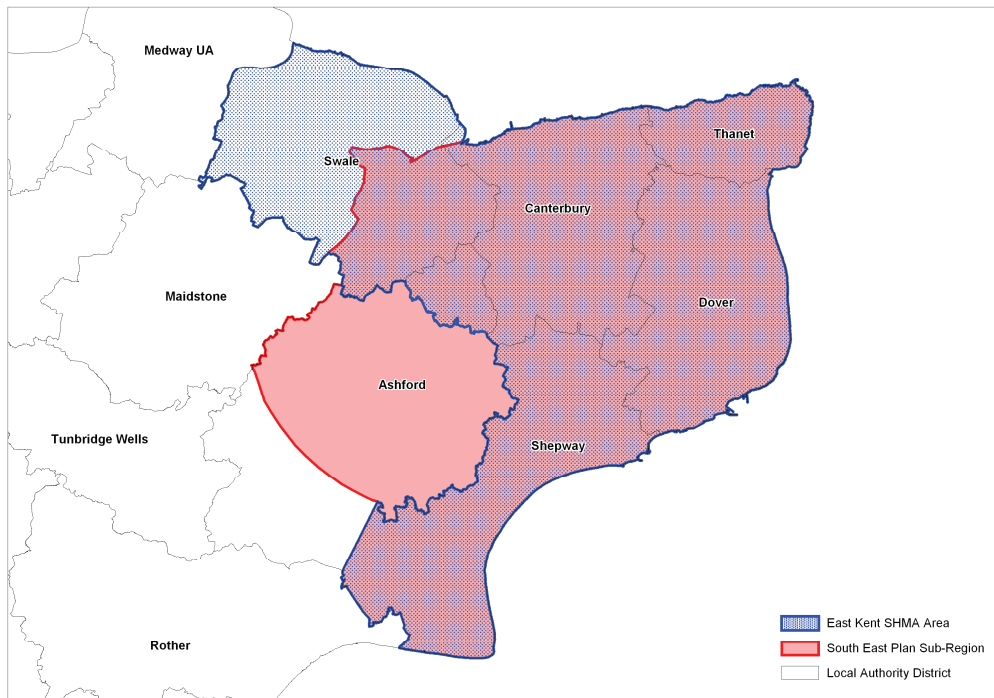 Medway UA
Thanet
Swale
Canterbury
Maidstone
Dover
Ashford
Tunbridge Wells
Shepway
Rother
East Kent SHMA Area
South East Plan Sub-Region
Local Authority District